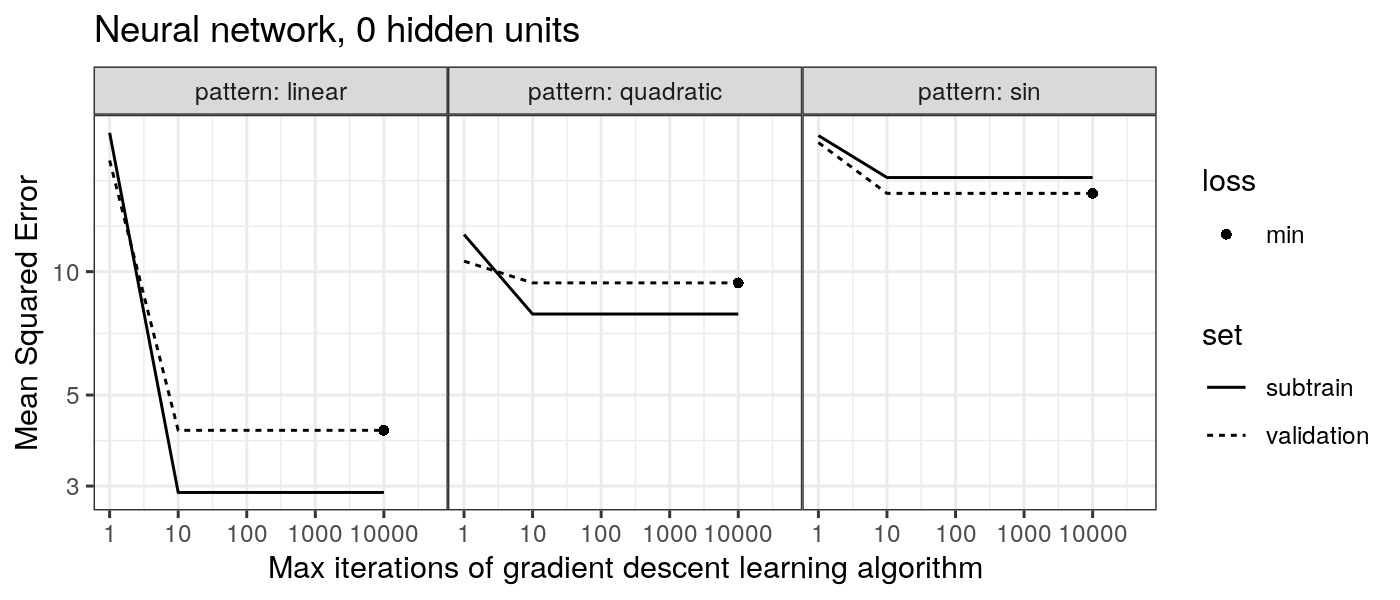 Neural network, 0 hidden units
pattern: linear
pattern: quadratic
pattern: sin
Mean Squared Error
10
5
3
1 10 100 1000 10000
1 10 100 1000 10000
1 10 100 1000 10000
Max iterations of gradient descent learning algorithm
loss
min
set
subtrain
validation